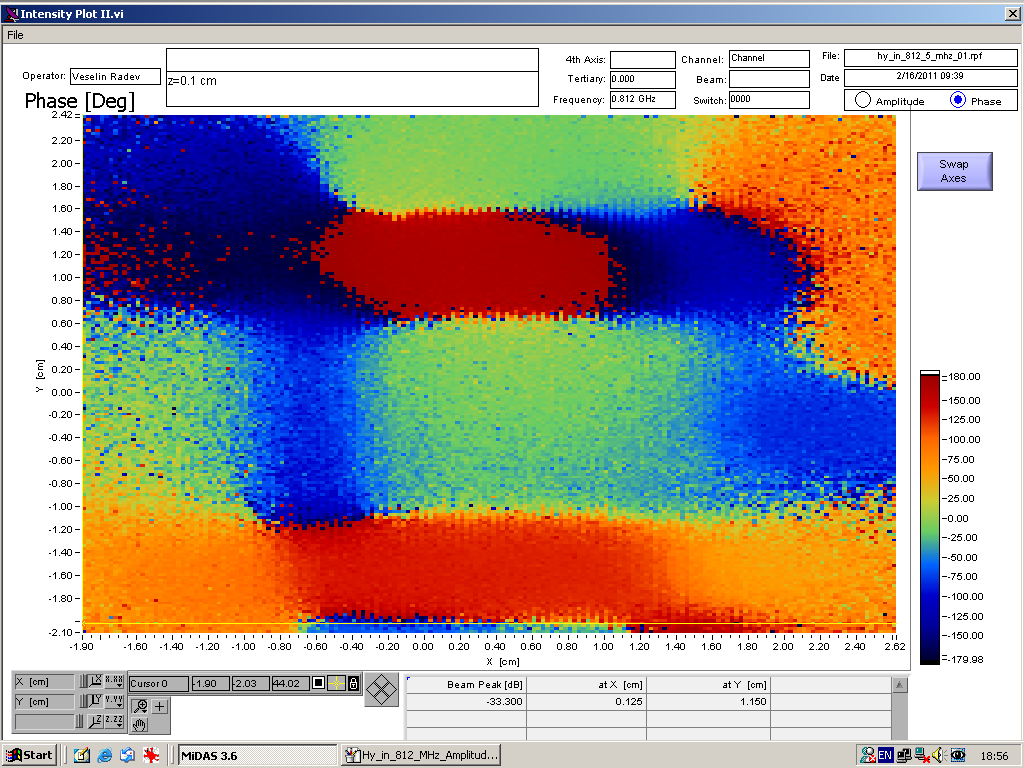 Intensity Plot II.vi
File
Operator: Veselin Radev
z=0.1 cm
4th Axis:
Tertiary: 0.000
Frequency: 0.812 GHz
Channel: Channel
Beam:
Switch: 0000
File: hy_in_812_5_mhz_01.rpf
Date 2/16/2011 09:39
Amplitude Phase
Phase [Deg]
Swap
Axes
2.42
2.20
2.00
1.80
1.60
1.40
1.20
1.00
0.80
0.60
0.40
0.20
0.00
-0.20
-0.40
-0.60
-0.80
-1.00
-1.20
-1.40
-1.60
-1.80
-2.10
Y [cm]
-1.90 -1.60 -1.40 -1.20 -1.00 -0.80 -0.60 -0.40 -0.20 0.00 0.20 0.40 0.60 0.80 1.00 1.20 1.40 1.60 1.80 2.00 2.20 2.40 2.62
X [cm]
180.00
150.00
125.00
100.00
75.00
50.00
25.00
-0.00
-25.00
-50.00
-75.00
-100.00
-125.00
-150.00
-179.98
X [cm]
Y [cm]
X X.XX
Y Y.YY
Z Z.ZZ
Cursor 0 -1.90 -2.03 44.02
Beam Peak [dB] at X [cm] at Y [cm]
-33.300 0.125 1.150
Start MiDAS 3.6 Hy_in_812_MHz_Amplitud... EN 18:56